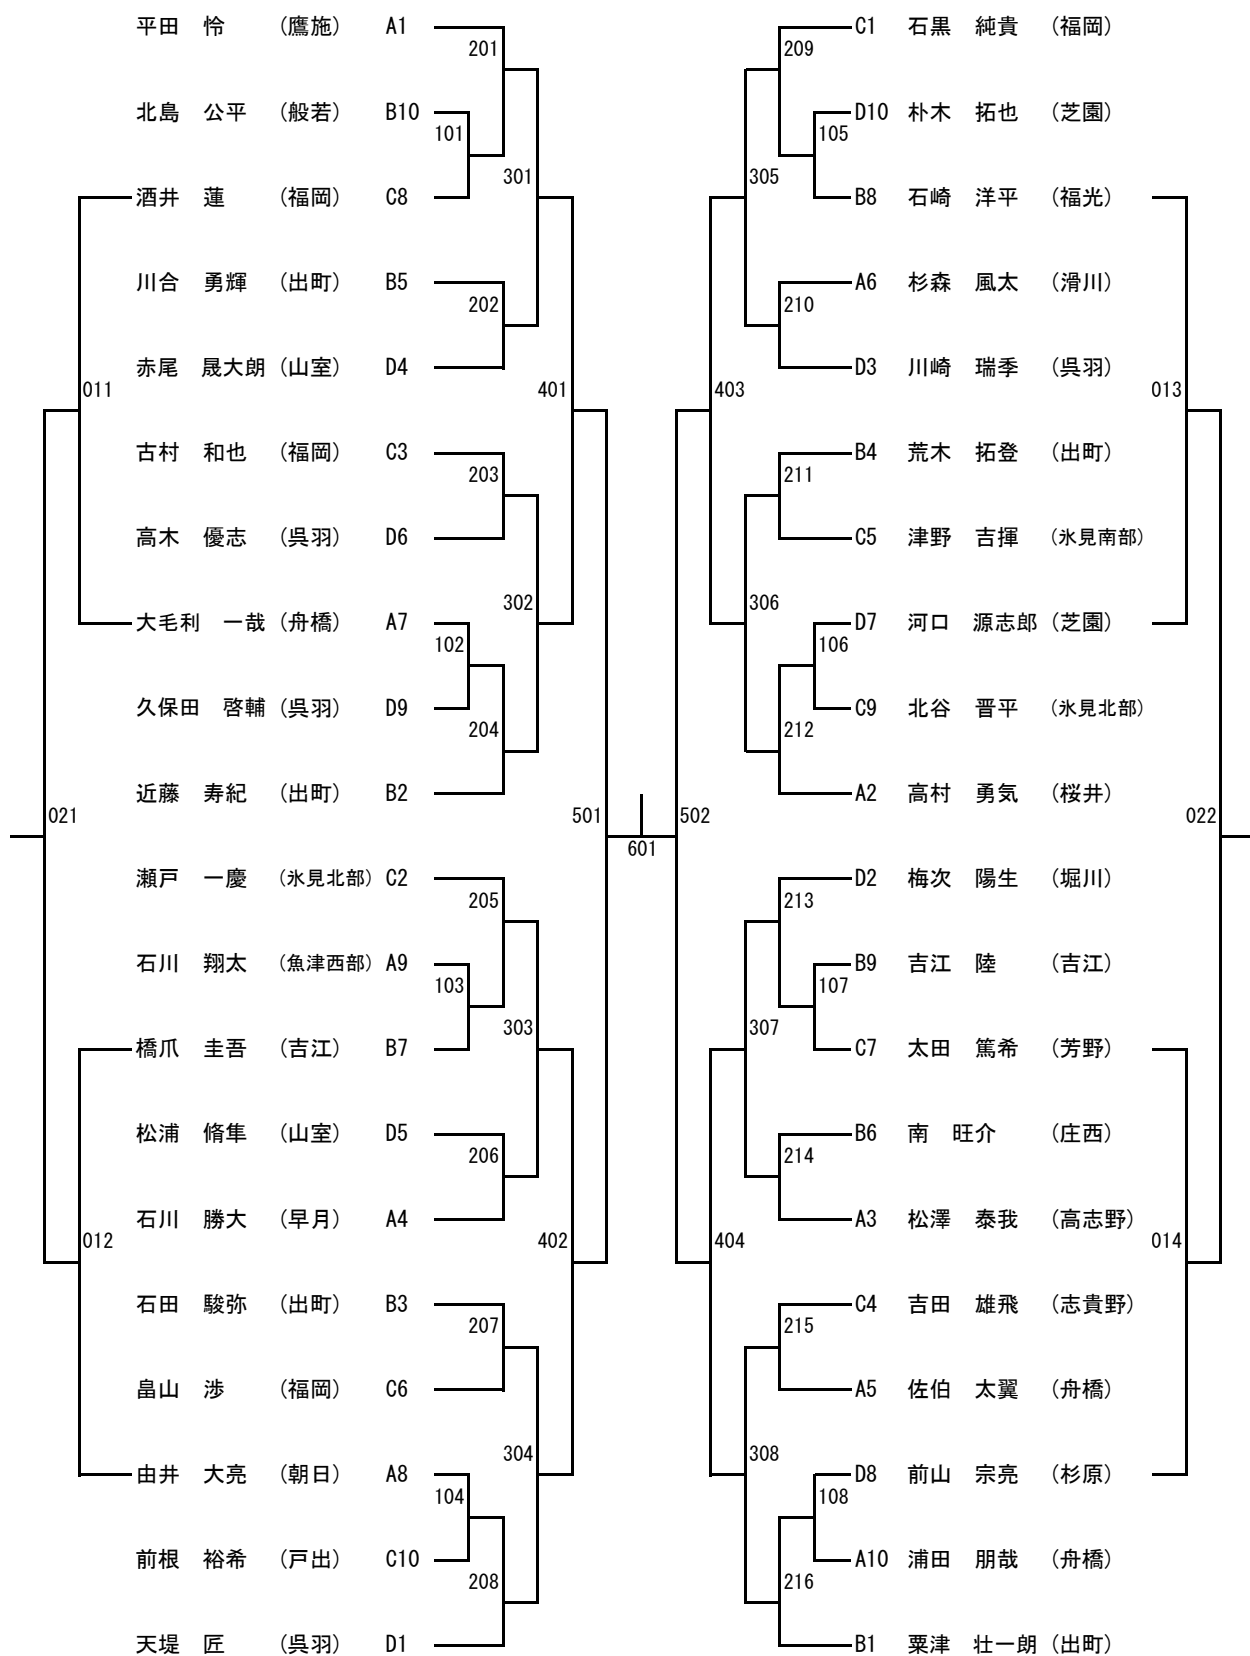 平田 怜 (鷹施) A1
201
北島 公平 (般若) B10
101
301
酒井 蓮 (福岡) C8
川合 勇輝 (出町) B5
202
赤尾 晟大朗 (山室) D4
011
401
古村 和也 (福岡) C3
203
高木 優志 (呉羽) D6
302
大毛利 一哉 (舟橋) A7
102
久保田 啓輔 (呉羽) D9
204
近藤 寿紀 (出町) B2
021
501
601
瀬戸 一慶 (氷見北部) C2
205
石川 翔太 (魚津西部) A9
103
303
橋爪 圭吾 (吉江) B7
松浦 脩隼 (山室) D5
206
石川 勝大 (早月) A4
012
402
石田 駿弥 (出町) B3
207
畠山 渉 (福岡) C6
304
由井 大亮 (朝日) A8
104
前根 裕希 (戸出) C10
208
天堤 匠 (呉羽) D1
C1 石黒 純貴 (福岡)
209
D10 朴木 拓也 (芝園)
105
305
B8 石崎 洋平 (福光)
A6 杉森 風太 (滑川)
210
D3 川崎 瑞季 (呉羽)
403
013
B4 荒木 拓登 (出町)
211
C5 津野 吉揮 (氷見南部)
306
D7 河口 源志郎 (芝園)
106
C9 北谷 晋平 (氷見北部)
212
A2 高村 勇気 (桜井)
502
022
D2 梅次 陽生 (堀川)
213
B9 吉江 陸 (吉江)
107
307
C7 太田 篤希 (芳野)
B6 南 旺介 (庄西)
214
A3 松澤 泰我 (高志野)
404
014
C4 吉田 雄飛 (志貴野)
215
A5 佐伯 太翼 (舟橋)
308
D8 前山 宗亮 (杉原)
108
A10 浦田 朋哉 (舟橋)
216
B1 粟津 壮一朗 (出町)